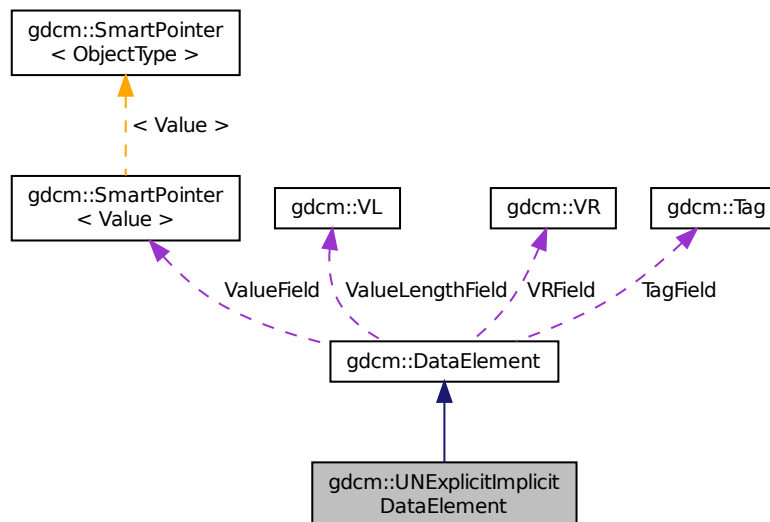 gdcm::SmartPointer
< ObjectType >
< Value >
gdcm::SmartPointer
< Value >
gdcm::VL
gdcm::VR
gdcm::Tag
ValueField
ValueLengthField
VRField
TagField
gdcm::DataElement
gdcm::UNExplicitImplicit
DataElement